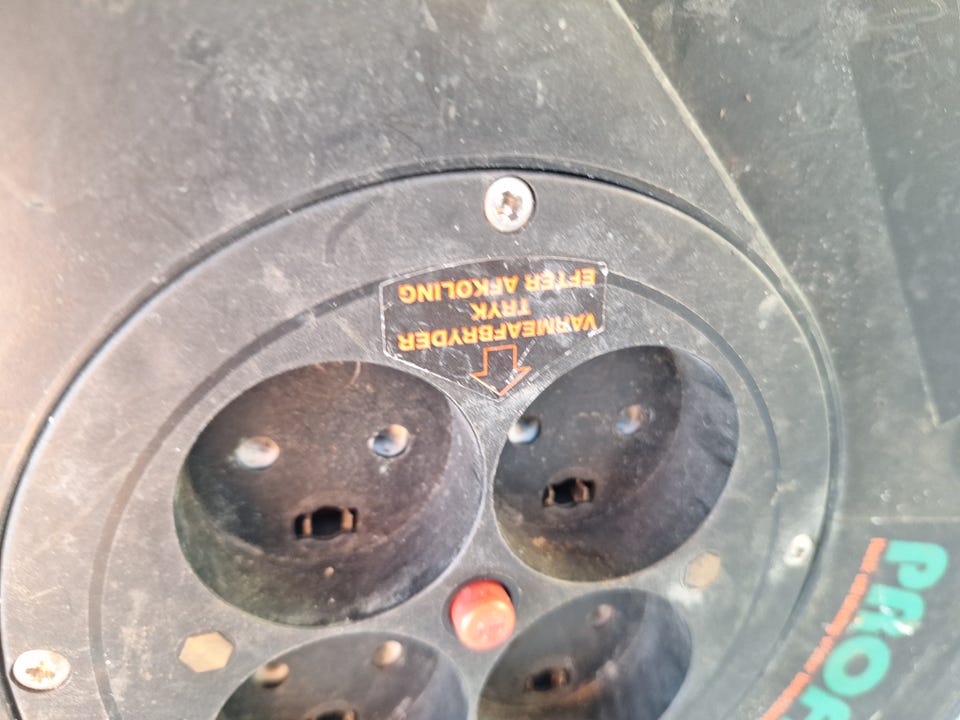 VARMEAFBRYDER
TRYK
EFTER AFKOLING
PROF